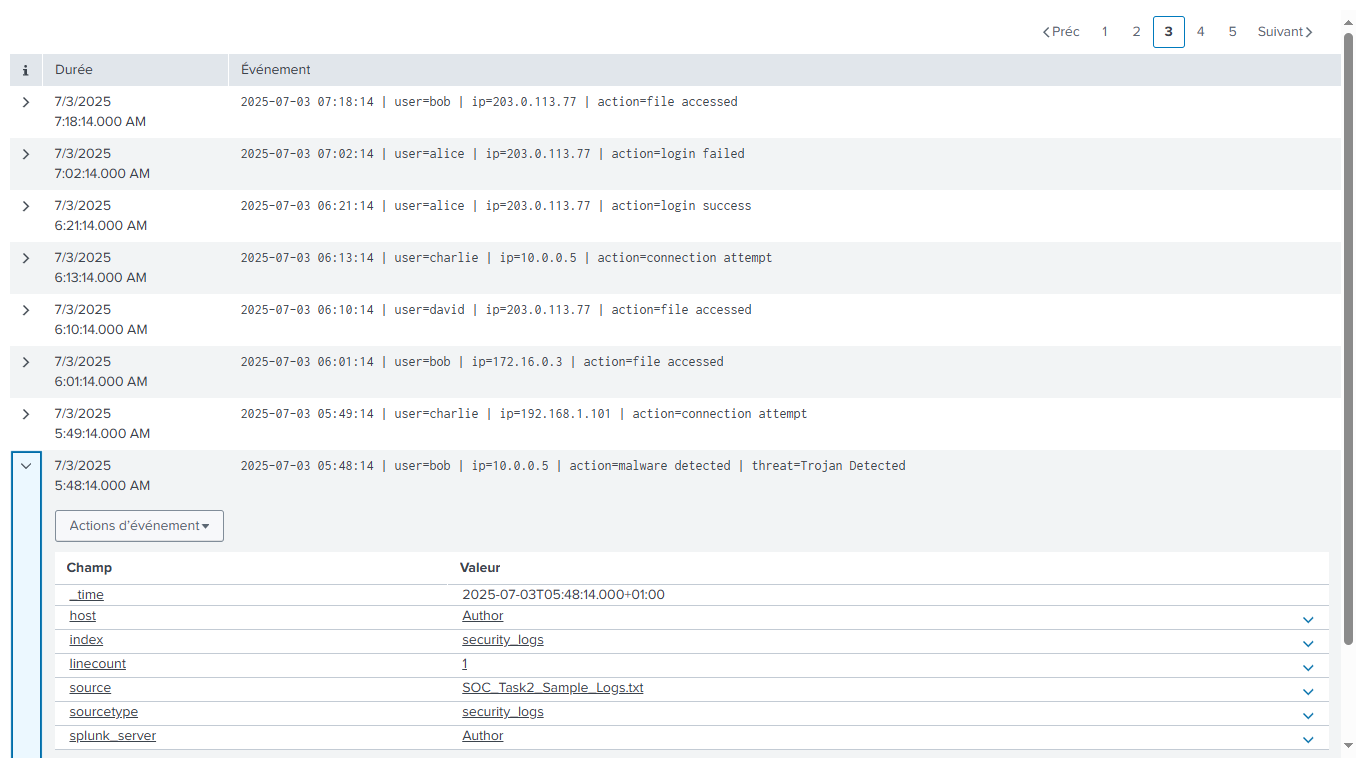 Préc 1 2 3 4 5 Suivant
i Durée Événement
7/3/2025 2025-07-03 07:18:14 | user=bob | ip=203.0.113.77 | action=file accessed
7:18:14.000 AM
7/3/2025 2025-07-03 07:02:14 | user=alice | ip=203.0.113.77 | action=login failed
7:02:14.000 AM
7/3/2025 2025-07-03 06:21:14 | user=alice | ip=203.0.113.77 | action=login success
6:21:14.000 AM
7/3/2025 2025-07-03 06:13:14 | user=charlie | ip=10.0.0.5 | action=connection attempt
6:13:14.000 AM
7/3/2025 2025-07-03 06:10:14 | user=david | ip=203.0.113.77 | action=file accessed
6:10:14.000 AM
7/3/2025 2025-07-03 06:01:14 | user=bob | ip=172.16.0.3 | action=file accessed
6:01:14.000 AM
7/3/2025 2025-07-03 05:49:14 | user=charlie | ip=192.168.1.101 | action=connection attempt
5:49:14.000 AM
7/3/2025 2025-07-03 05:48:14 | user=bob | ip=10.0.0.5 | action=malware detected | threat=Trojan Detected
5:48:14.000 AM
Actions d’événement
Champ Valeur
_time 2025-07-03T05:48:14.000+01:00
host Author
index security_logs
linecount 1
source SOC_Task2_Sample_Logs.txt
sourcetype security_logs
splunk_server Author